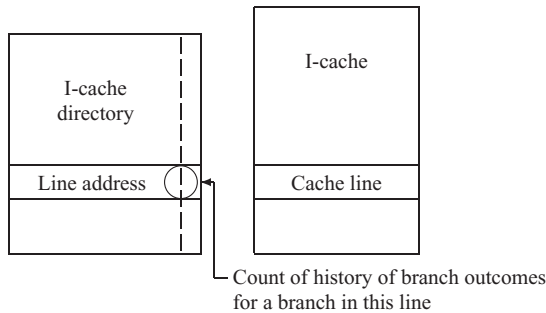 I-cache
directory
I-cache
Line address
Cache line
Count of history of branch outcomes
for a branch in this line